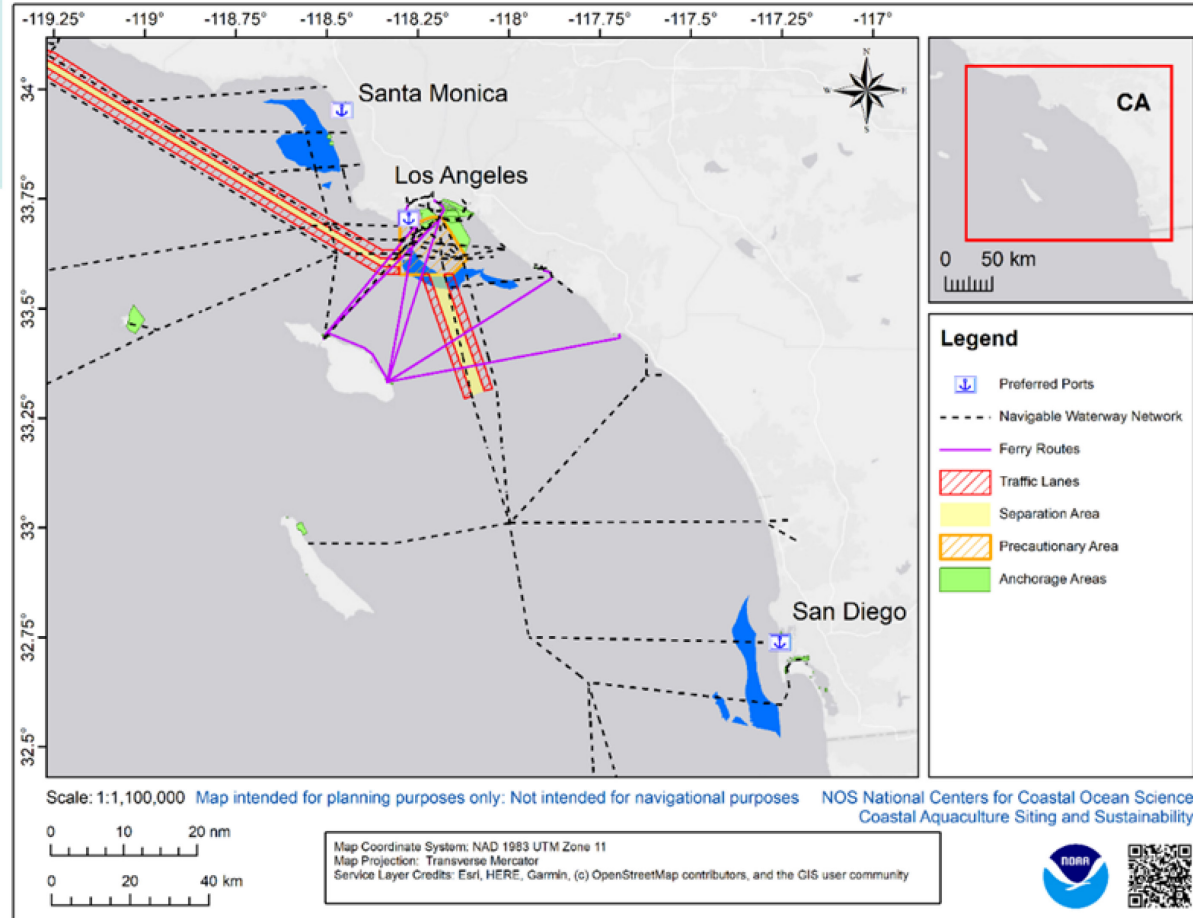 -119.25° -119° -118.75° -118.5° -118.25° -118° -117.75° -117.5° -117.25° -117°
34°
33.75°
33.5°
33.25°
33°
32.75°
32.5°
Santa Monica
Los Angeles
San Diego
N
W E
S
CA
0 50 km
Legend
Preferred Ports
Navigable Waterway Network
Ferry Routes
Traffic Lanes
Separation Area
Precautionary Area
Anchorage Areas
Scale: 1:1,100,000 Map intended for planning purposes only: Not intended for navigational purposes
NOS National Centers for Coastal Ocean Science
Coastal Aquaculture Siting and Sustainability
0 10 20 nm
0 20 40 km
Map Coordinate System: NAD 1983 UTM Zone 11
Map Projection: Transverse Mercator
Service Layer Credits: Esri, HERE, Garmin, (c) OpenStreetMap contributors, and the GIS user community
NOAA